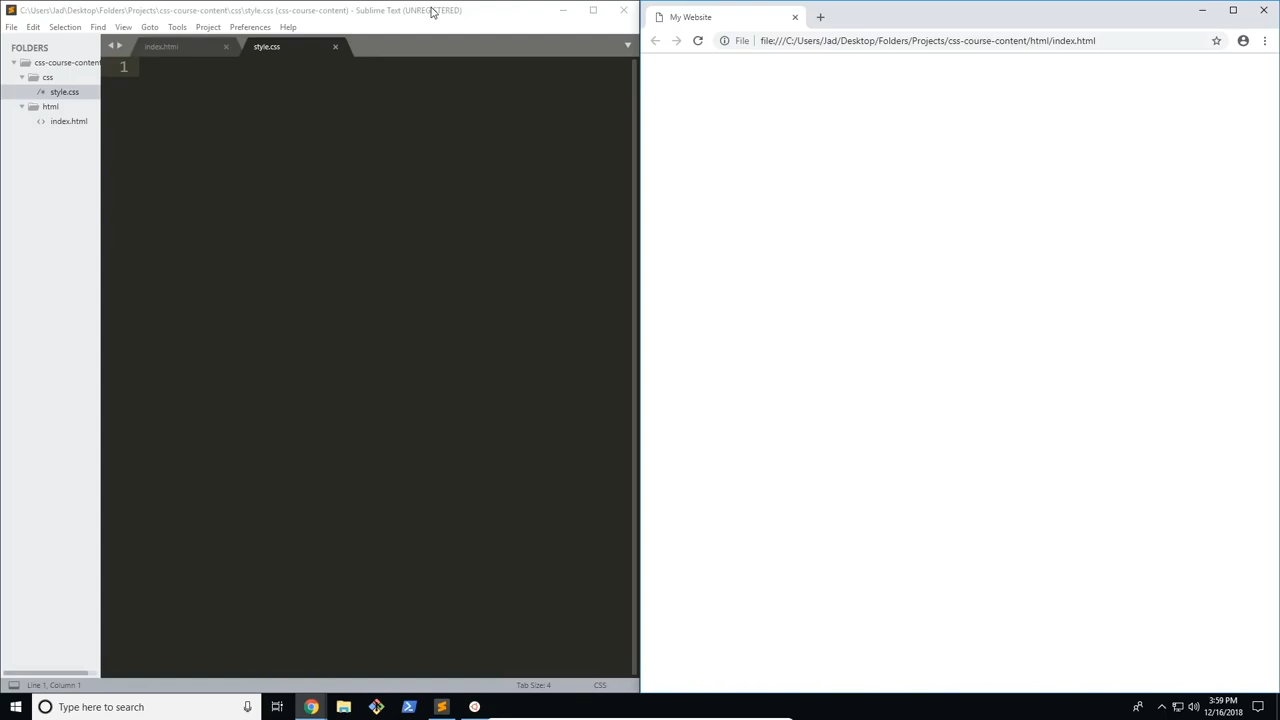 C:\Users\Jad\Desktop\Folders\Projects\css-course-content\css\style.css (css-course-content) - Sublime Text (UNREGISTERED)
File Edit Selection Find View Goto Tools Project Preferences Help
FOLDERS
css-course-content
css
style.css
html
index.html
index.html
style.css
1
Line 1, Column 1
Tab Size: 4
CSS
My Website
File
file:///C:/Users/Jad/Desktop/Folders/Projects/css-course-content/html/index.html
Type here to search
3:59 PM
12/16/2018